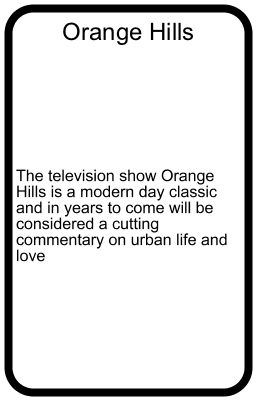 Orange Hills
The television show Orange
Hills is a modern day classic
and in years to come will be
considered a cutting
commentary on urban life and
love